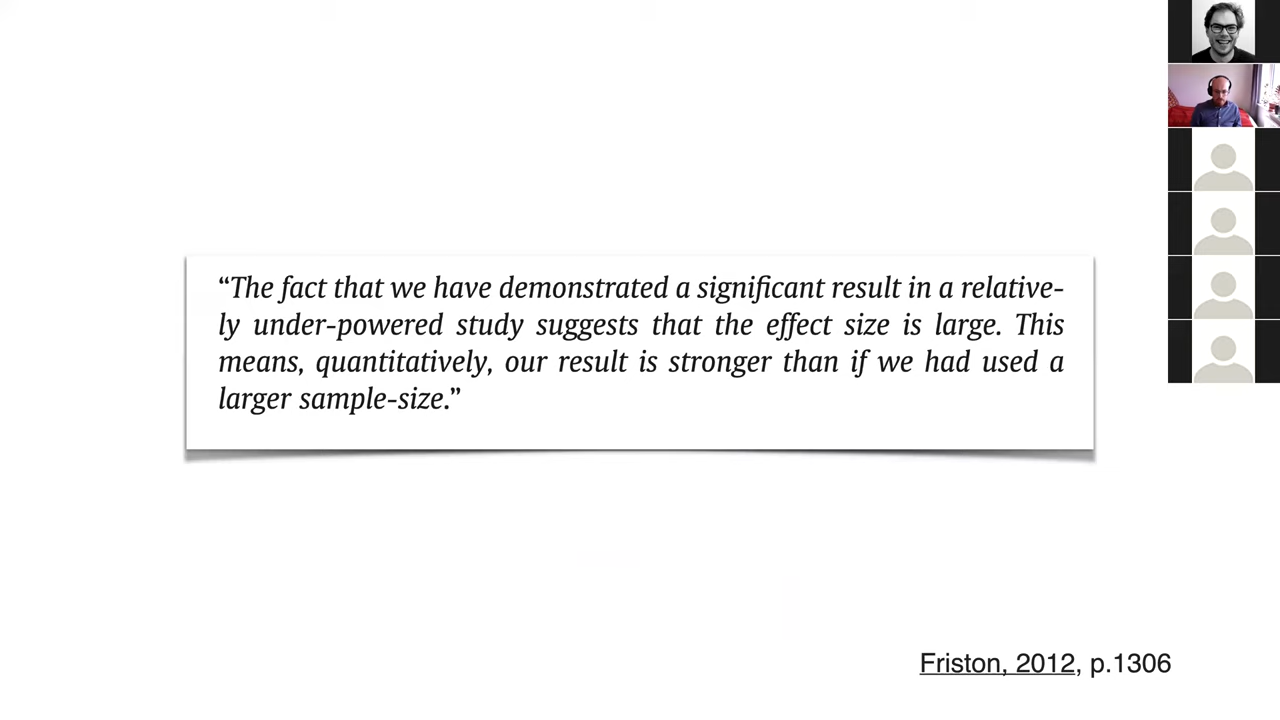 “The fact that we have demonstrated a significant result in a relative-
ly under-powered study suggests that the effect size is large. This
means, quantitatively, our result is stronger than if we had used a
larger sample-size.”
Friston, 2012, p.1306